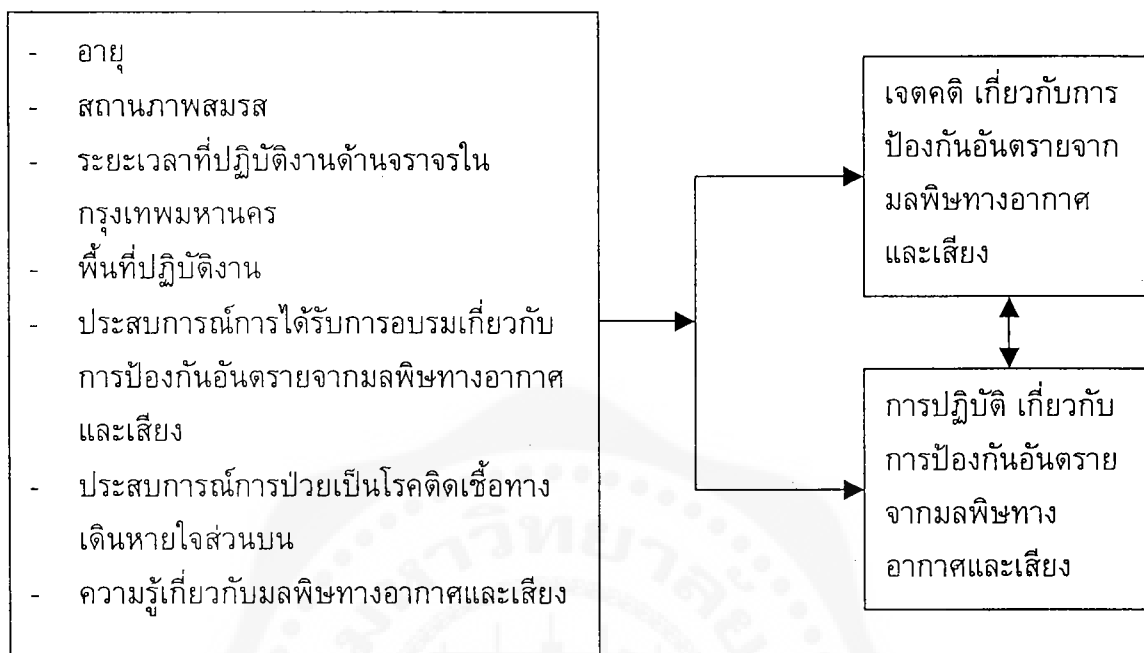 - อายุ
- สถานภาพสมรส
- ระยะเวลาที่ปฏิบัติงานด้านจราจรใน
กรุงเทพมหานคร
- พื้นที่ปฏิบัติงาน
- ประสบการณ์การได้รับการอบรมเกี่ยวกับ
การป้องกันอันตรายจากมลพิษทางอากาศ
และเสียง
- ประสบการณ์การป่วยเป็นโรคติดเชื้อทาง
เดินหายใจส่วนบน
- ความรู้เกี่ยวกับมลพิษทางอากาศและเสียง
เจตคติ เกี่ยวกับการ
ป้องกันอันตรายจาก
มลพิษทางอากาศ
และเสียง
การปฏิบัติ เกี่ยวกับ
การป้องกันอันตราย
จากมลพิษทาง
อากาศและเสียง
มหาวิทยาลัย